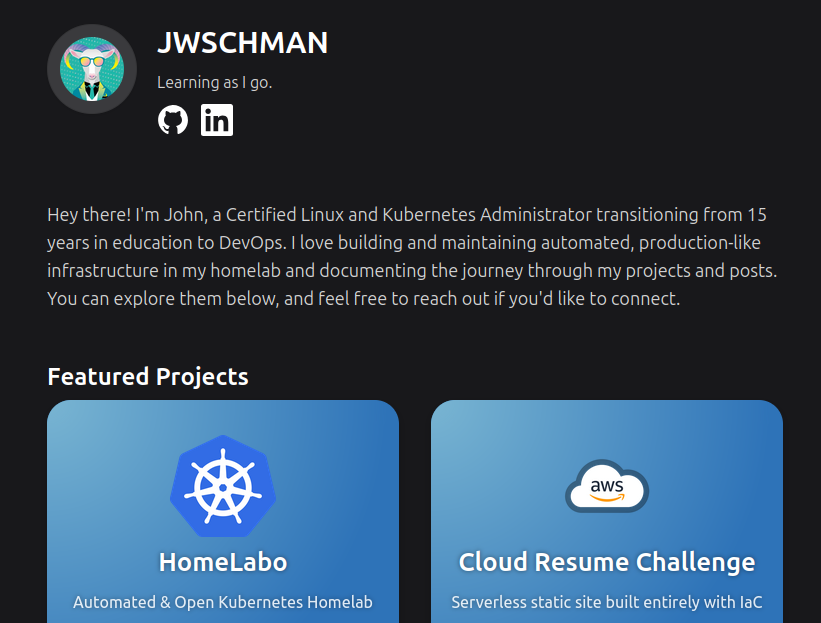 JWSCHMAN
Learning as I go.
in
Hey there! I'm John, a Certified Linux and Kubernetes Administrator transitioning from 15
years in education to DevOps. I love building and maintaining automated, production-like
infrastructure in my homelab and documenting the journey through my projects and posts.
You can explore them below, and feel free to reach out if you'd like to connect.
Featured Projects
aws
HomeLabo
Cloud Resume Challenge
Automated & Open Kubernetes Homelab
Serverless static site built entirely with IaC